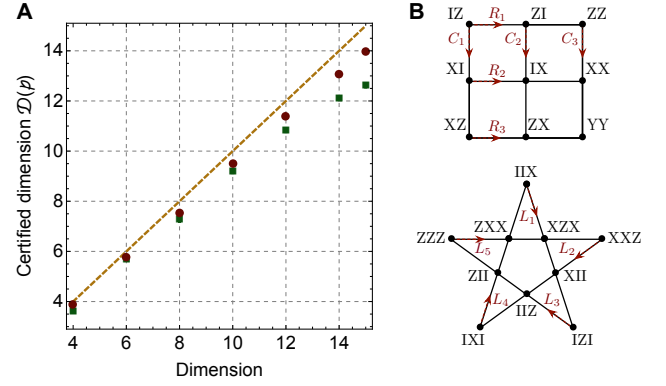 A
Certified dimension 𝒟(p)
14
12
10
8
6
4
4 6 8 10 12 14
Dimension
B
IZ R₁ ZI ZZ
C₁ C₂ C₃
XI R₂ IX XX
XZ R₃ ZX YY
IIX
L₁
ZZZ ZXX XZX XXZ
L₅ L₂
ZII XII
L₄ IIZ L₃
IXI IZI